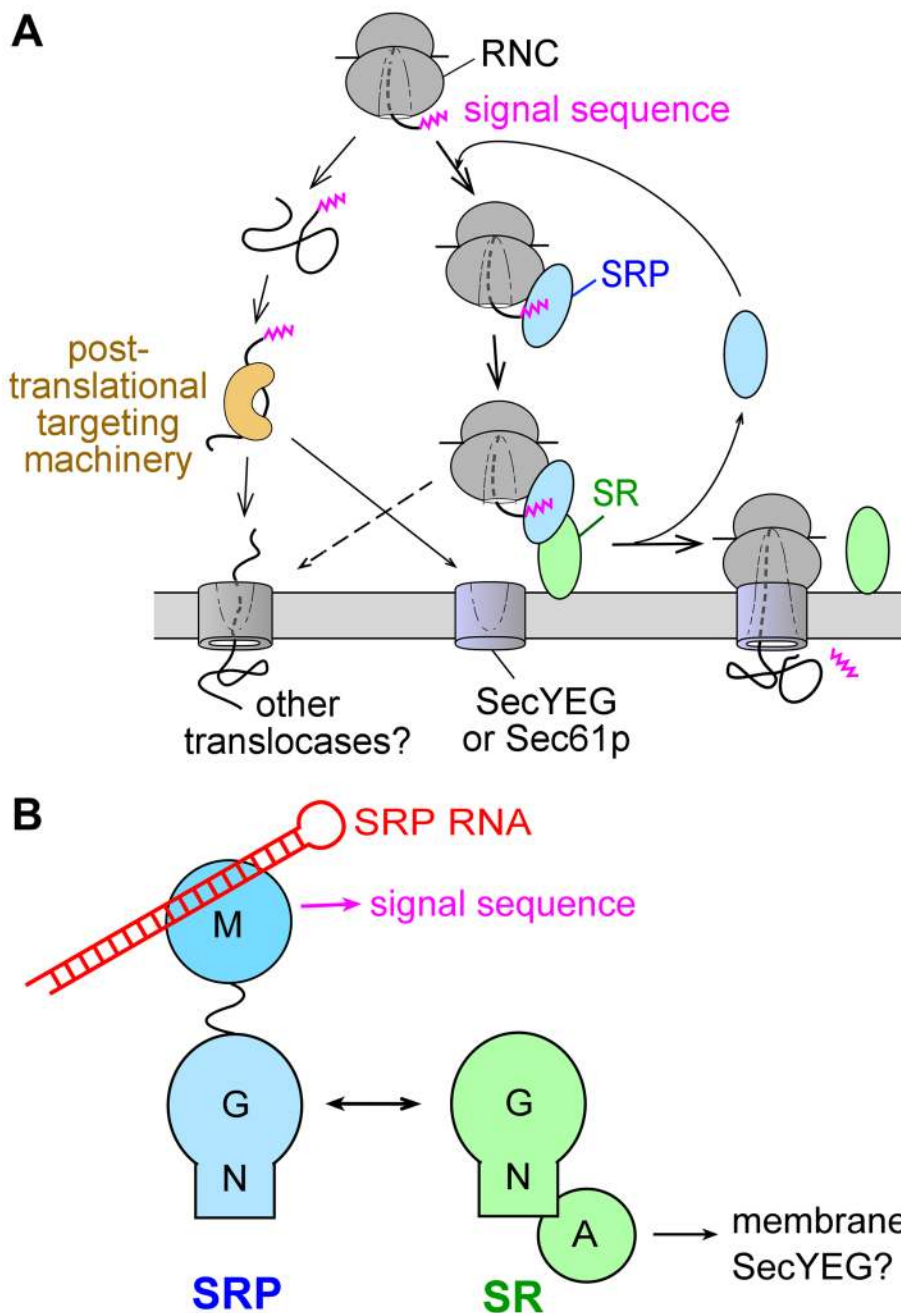 A
RNC
signal sequence
SRP
post-
translational
targeting
machinery
SR
other
translocases?
SecYEG
or Sec61p
B
SRP RNA
M
signal sequence
G
G
N
N
A
membrane
SecYEG?
SRP
SR